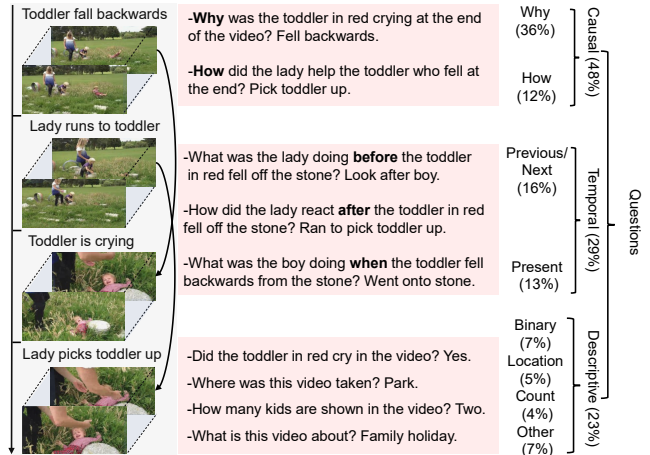 Toddler fall backwards
Lady runs to toddler
Toddler is crying
Lady picks toddler up
-Why was the toddler in red crying at the end
of the video? Fell backwards.
-How did the lady help the toddler who fell at
the end? Pick toddler up.
-What was the lady doing before the toddler
in red fell off the stone? Look after boy.
-How did the lady react after the toddler in red
fell off the stone? Ran to pick toddler up.
-What was the boy doing when the toddler fell
backwards from the stone? Went onto stone.
-Did the toddler in red cry in the video? Yes.
-Where was this video taken? Park.
-How many kids are shown in the video? Two.
-What is this video about? Family holiday.
Why
(36%)
How
(12%)
Previous/
Next
(16%)
Present
(13%)
Binary
(7%)
Location
(5%)
Count
(4%)
Other
(7%)
Causal (48%)
Temporal (29%)
Descriptive (23%)
Questions